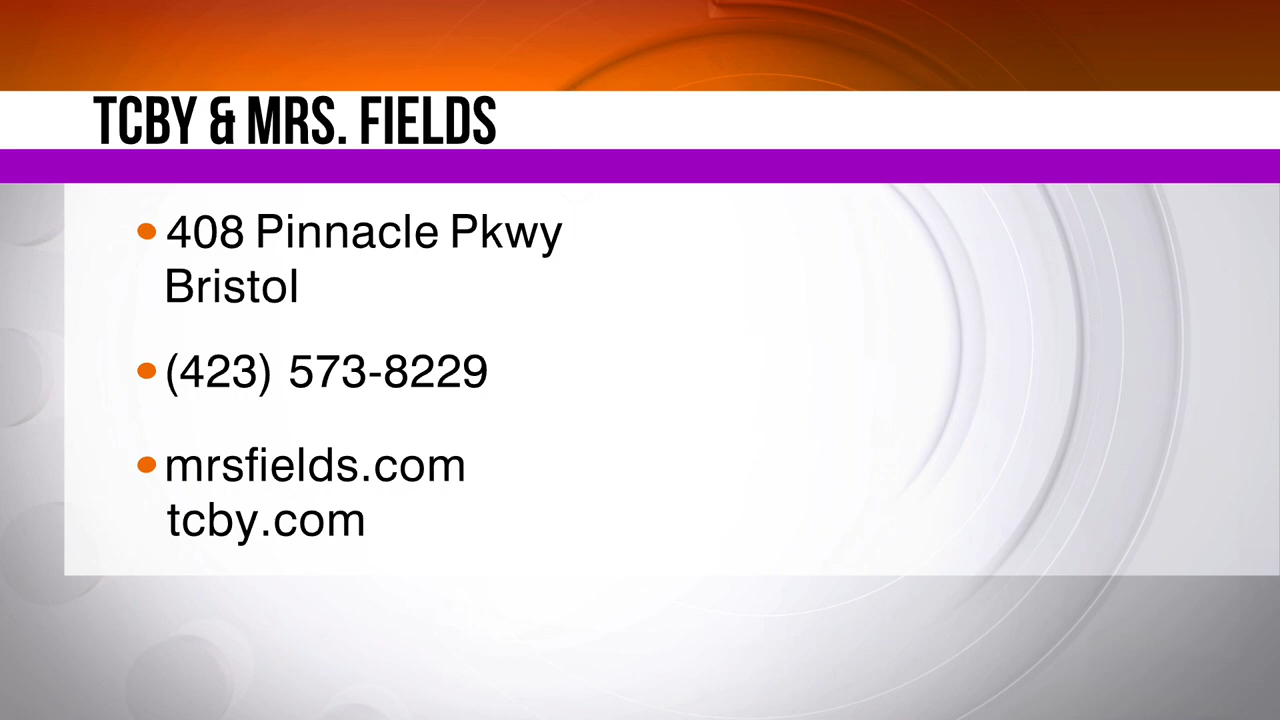 TCBY & MRS. FIELDS
408 Pinnacle Pkwy
Bristol
(423) 573-8229
mrsfields.com
tcby.com